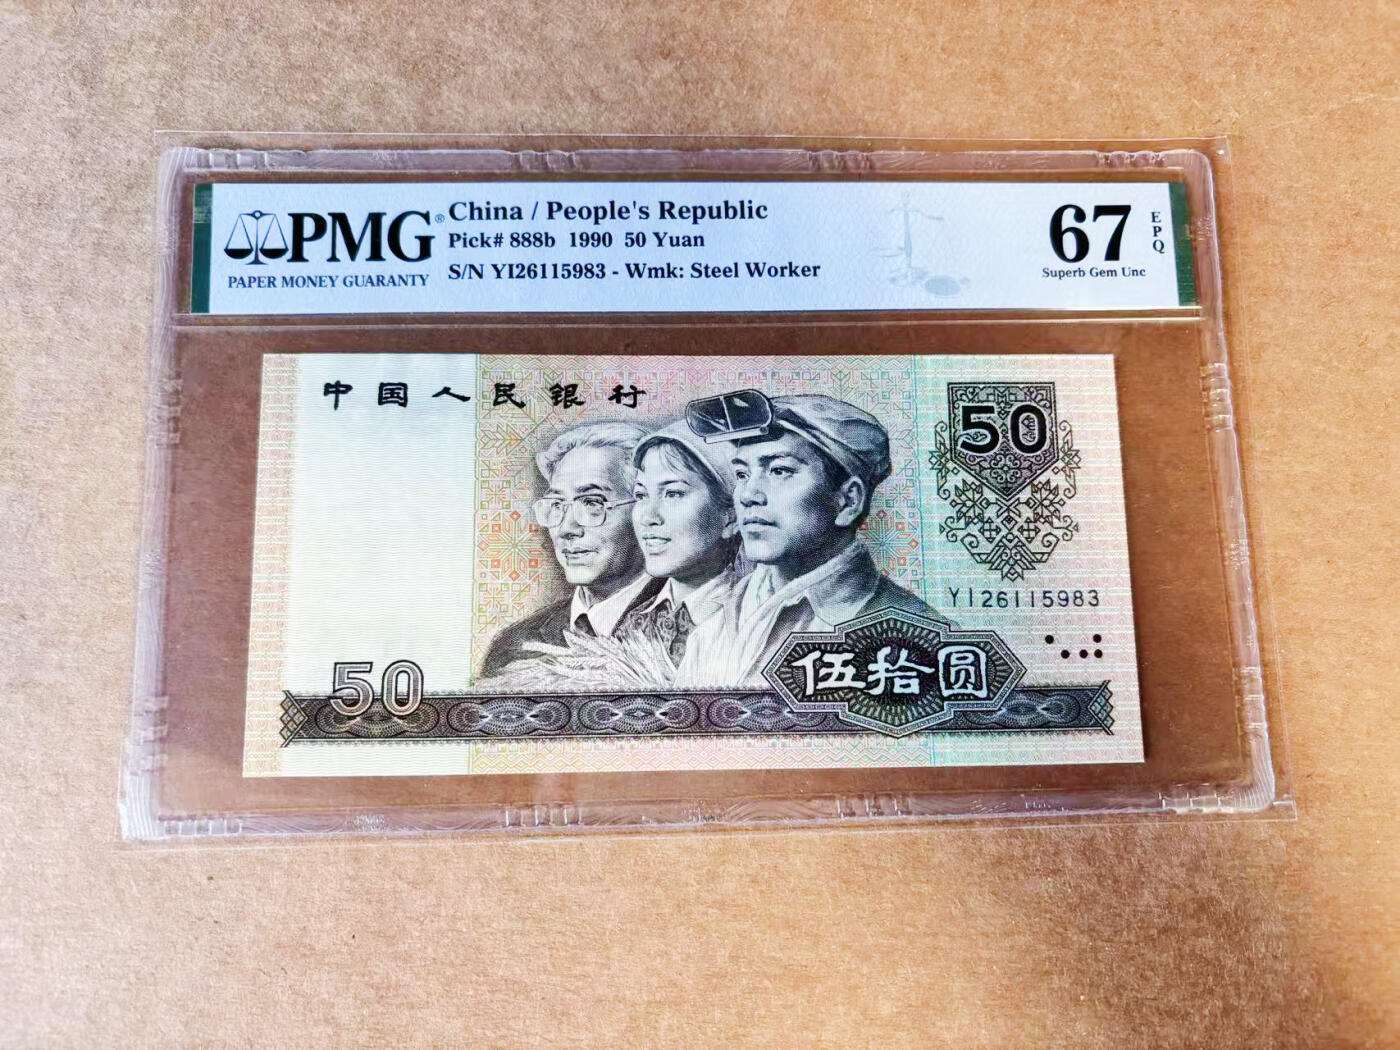 PMG®
PAPER MONEY GUARANTY
China / People's Republic
Pick# 888b 1990 50 Yuan
S/N YI26115983 - Wmk: Steel Worker
67
EPQ
Superb Gem Unc
中国人民银行
50
YI26115983
50
伍拾圆